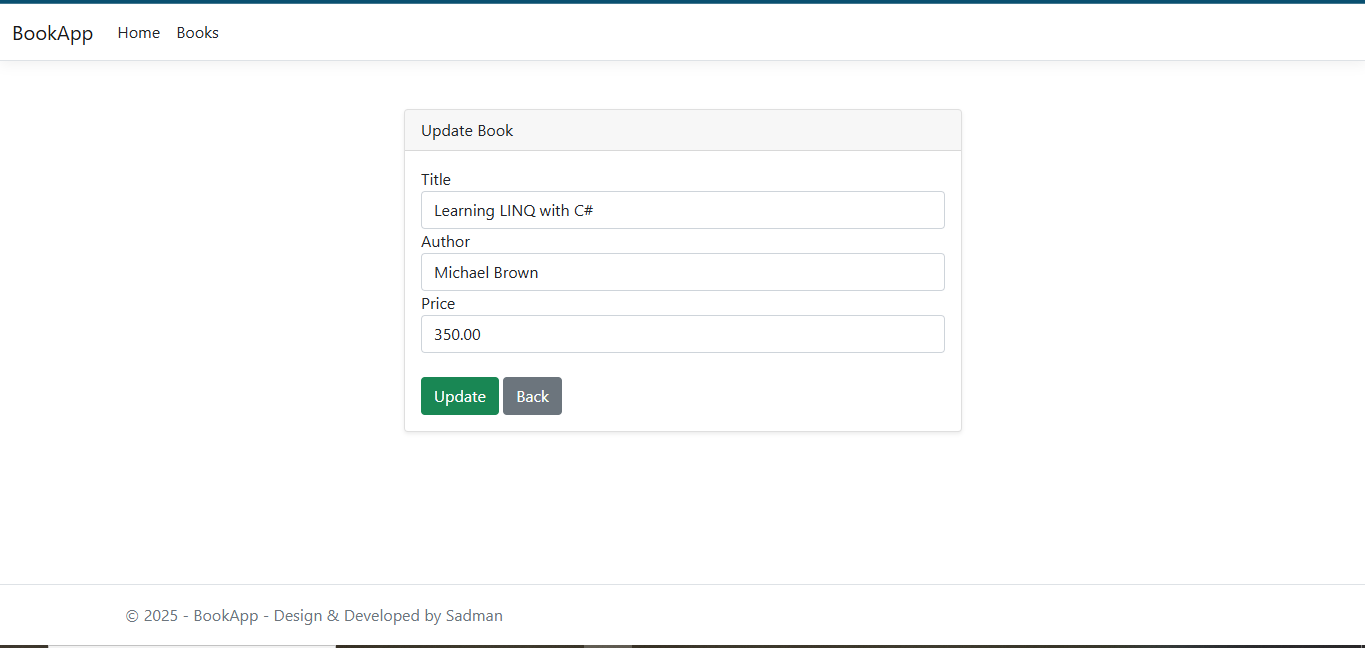 BookApp Home Books
Update Book
Title
Learning LINQ with C#
Author
Michael Brown
Price
350.00
Update Back
© 2025 - BookApp - Design & Developed by Sadman